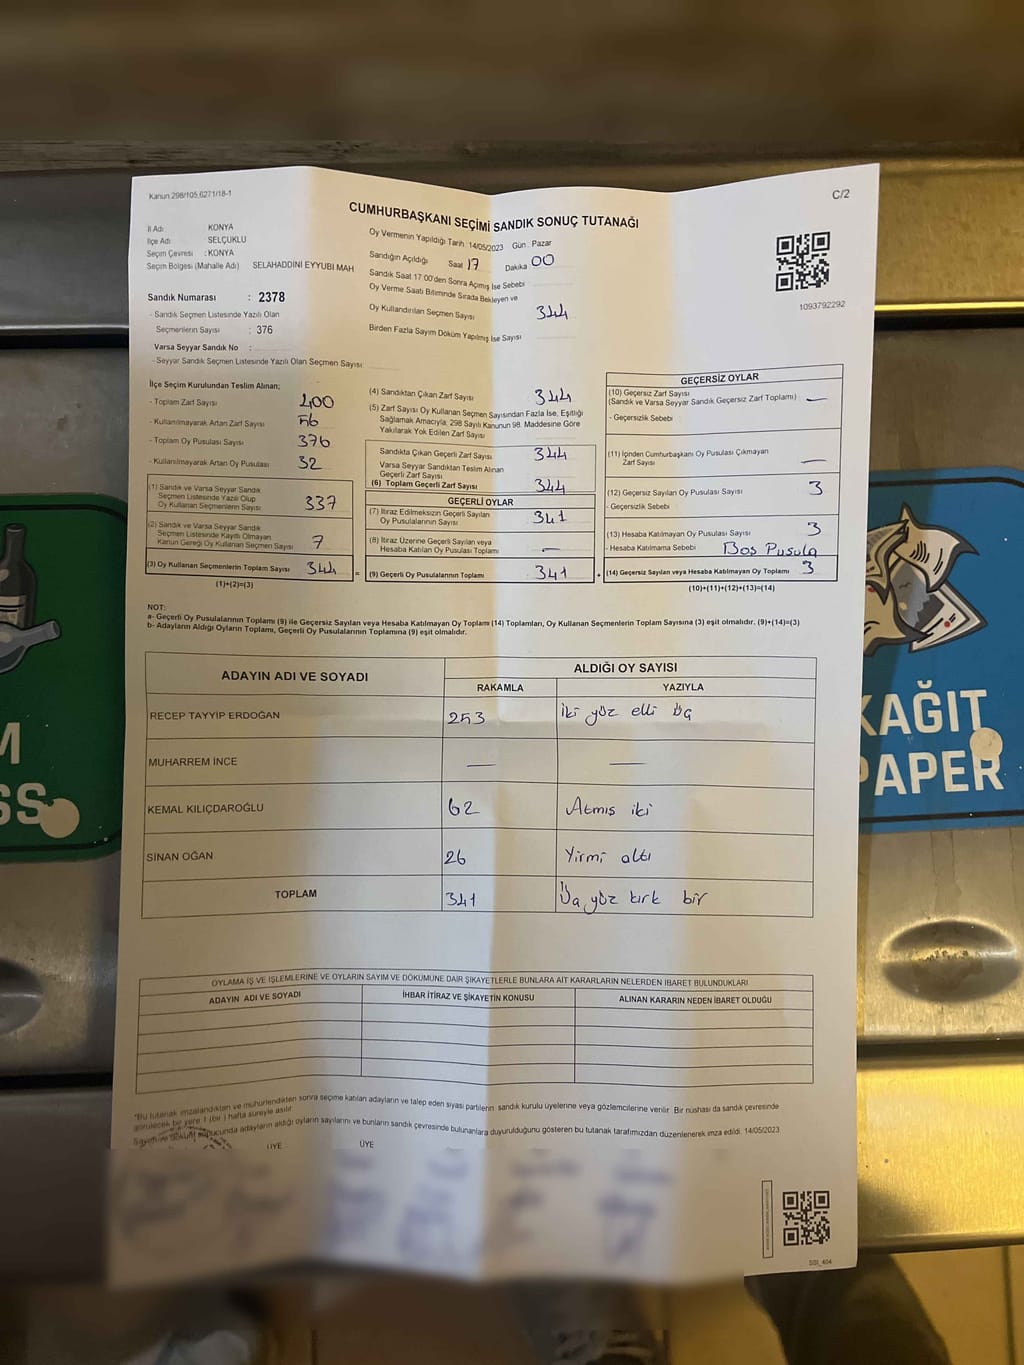 Kanun 298/105,6271/18-1
C/2
CUMHURBAŞKANI SEÇİMİ SANDIK SONUÇ TUTANAĞI
İl Adı KONYA
İlçe Adı SELÇUKLU
Seçim Çevresi : KONYA
Seçim Bölgesi (Mahalle Adı) SELAHADDİNİ EYYUBİ MAH
Sandık Numarası : 2378
- Sandık Seçmen Listesinde Yazılı Olan
Seçmenlerin Sayısı : 376
Varsa Seyyar Sandık No :
- Seyyar Sandık Seçmen Listesinde Yazılı Olan Seçmen Sayısı
Oy Vermenin Yapıldığı Tarih :14/05/2023 Gün : Pazar
Sandığın Açıldığı Saat 17 Dakika 00
Sandık Saat 17:00'den Sonra Açmış İse Sebebi
Oy Verme Saati Bitiminde Sırada Bekleyen ve
Oy Kullandırılan Seçmen Sayısı 344
Birden Fazla Sayım Döküm Yapılmış İse Sayısı
1093792292
İlçe Seçim Kurulundan Teslim Alınan;
- Toplam Zarf Sayısı 400
- Kullanılmayarak Artan Zarf Sayısı 56
- Toplam Oy Pusulası Sayısı 376
- Kullanılmayarak Artan Oy Pusulası 32
(1) Sandık ve Varsa Seyyar Sandık
Seçmen Listesinde Yazılı Olup
Oy Kullanan Seçmenlerin Sayısı 337
(2) Sandık ve Varsa Seyyar Sandık
Seçmen Listesinde Kayıtlı Olmayan
Kanun Gereği Oy Kullanan Seçmen Sayısı 7
(3) Oy Kullanan Seçmenlerin Toplam Sayısı 344
(1)+(2)=(3)
(4) Sandıktan Çıkan Zarf Sayısı 344
(5) Zarf Sayısı Oy Kullanan Seçmen Sayısından Fazla İse, Eşitliği
Sağlamak Amacıyla, 298 Sayılı Kanunun 98. Maddesine Göre
Yakılarak Yok Edilen Zarf Sayısı
Sandıkta Çıkan Geçerli Zarf Sayısı 344
Varsa Seyyar Sandıktan Teslim Alınan
Geçerli Zarf Sayısı
(6) Toplam Geçerli Zarf Sayısı 344
GEÇERLİ OYLAR
(7) İtiraz Edilmeksizin Geçerli Sayılan
Oy Pusulalarının Sayısı 341
(8) İtiraz Üzerine Geçerli Sayılan veya
Hesaba Katılan Oy Pusulası Toplamı —
= (9) Geçerli Oy Pusulalarının Toplamı 341 +
GEÇERSİZ OYLAR
(10) Geçersiz Zarf Sayısı
(Sandık ve Varsa Seyyar Sandık Geçersiz Zarf Toplamı) —
- Geçersizlik Sebebi
(11) İçinden Cumhurbaşkanı Oy Pusulası Çıkmayan
Zarf Sayısı —
(12) Geçersiz Sayılan Oy Pusulası Sayısı 3
- Geçersizlik Sebebi
(13) Hesaba Katılmayan Oy Pusulası Sayısı 3
- Hesaba Katılmama Sebebi Boş Pusula
(14) Geçersiz Sayılan veya Hesaba Katılmayan Oy Toplamı 3
(10)+(11)+(12)+(13)=(14)
NOT:
a- Geçerli Oy Pusulalarının Toplamı (9) ile Geçersiz Sayılan veya Hesaba Katılmayan Oy Toplamı (14) Toplamları, Oy Kullanan Seçmenlerin Toplam Sayısına (3) eşit olmalıdır. (9)+(14)=(3)
b- Adayların Aldığı Oyların Toplamı, Geçerli Oy Pusulalarının Toplamına (9) eşit olmalıdır.
ADAYIN ADI VE SOYADI ALDIĞI OY SAYISI
RAKAMLA YAZIYLA
RECEP TAYYİP ERDOĞAN 253 İki yüz elli üç
MUHARREM İNCE — —
KEMAL KILIÇDAROĞLU 62 Atmış iki
SİNAN OĞAN 26 Yirmi altı
TOPLAM 341 Üç yüz kırk bir
OYLAMA İŞ VE İŞLEMLERİNE VE OYLARIN SAYIM VE DÖKÜMÜNE DAİR ŞİKAYETLERLE BUNLARA AİT KARARLARIN NELERDEN İBARET BULUNDUKLARI
ADAYIN ADI VE SOYADI İHBAR İTİRAZ VE ŞİKAYETİN KONUSU ALINAN KARARIN NEDEN İBARET OLDUĞU
*Bu tutanak imzalandıktan ve mühürlendikten sonra seçime katılan adayların ve talep eden siyasi partilerin sandık kurulu üyelerine veya gözlemcilerine verilir. Bir nüshası da sandık çevresinde
görülecek bir yere 1 (bir) hafta süreyle asılır
Sayım ve döküm sonucunda adayların aldığı oyların sayılarını ve bunların sandık çevresinde bulunanlara duyurulduğunu gösteren bu tutanak tarafımızdan düzenlenerek imza edildi. 14/05/2023
ÜYE ÜYE
SSİ_404
M
SS
KAĞIT
PAPER